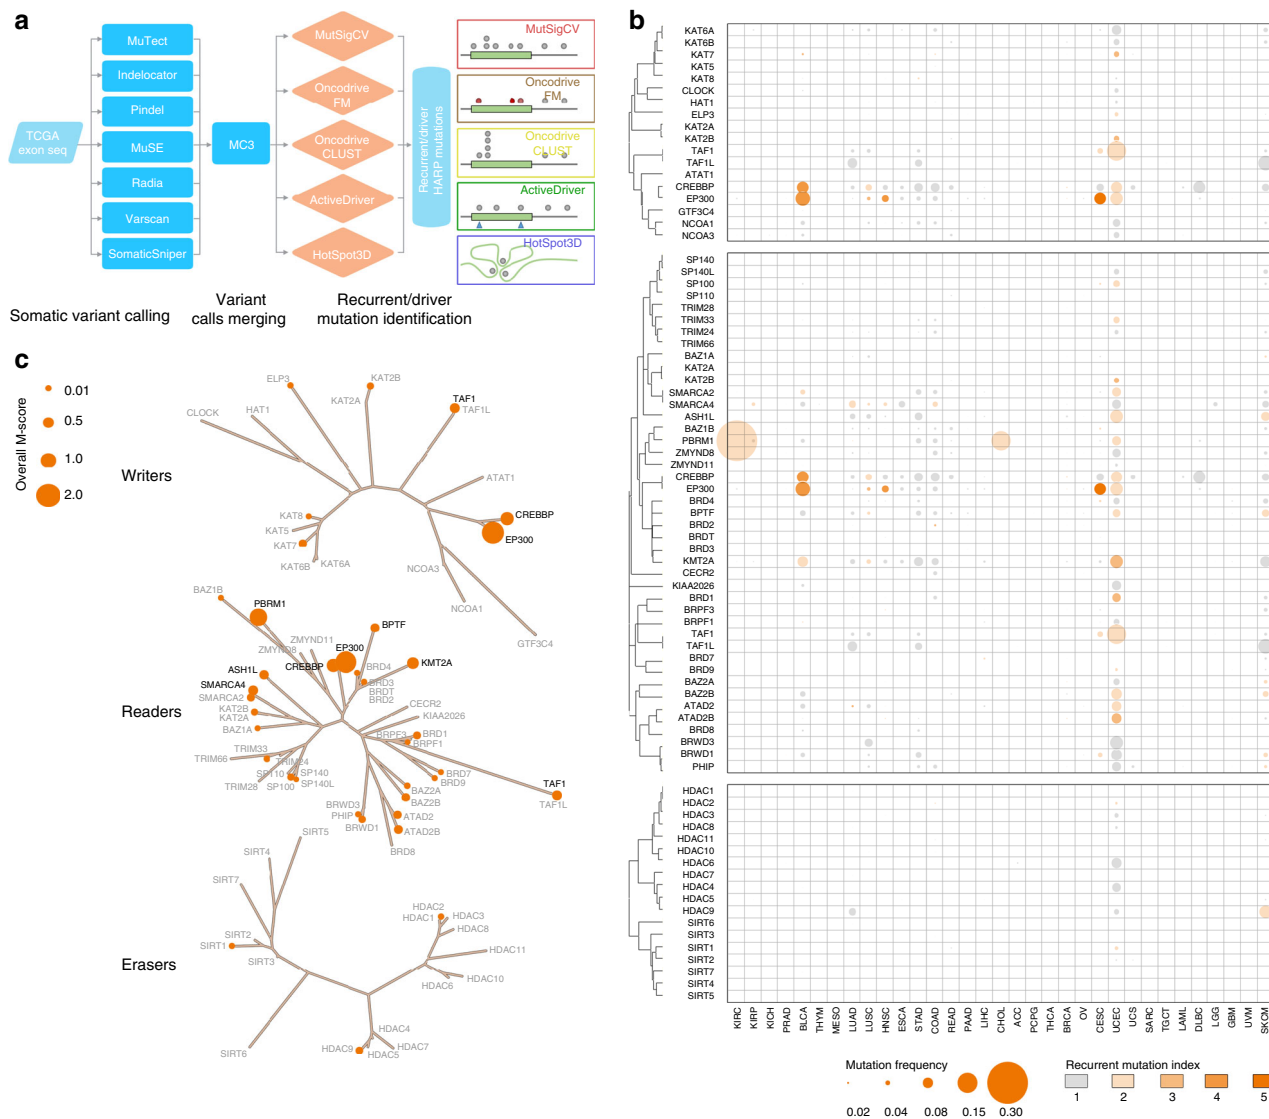 a
TCGA
exon seq
MuTect
Indelocator
Pindel
MuSE
Radia
Varscan
SomaticSniper
MC3
MutSigCV
Oncodrive
FM
Oncodrive
CLUST
ActiveDriver
HotSpot3D
Recurrent/driver
HARP mutations
MutSigCV
Oncodrive
FM
Oncodrive
CLUST
ActiveDriver
HotSpot3D
Somatic variant calling
Variant
calls merging
Recurrent/driver
mutation identification
b
KAT6A
KAT6B
KAT7
KAT5
KAT8
CLOCK
HAT1
ELP3
KAT2A
KAT2B
TAF1
TAF1L
ATAT1
CREBBP
EP300
GTF3C4
NCOA1
NCOA3
SP140
SP140L
SP100
SP110
TRIM28
TRIM33
TRIM24
TRIM66
BAZ1A
KAT2A
KAT2B
SMARCA2
SMARCA4
ASH1L
BAZ1B
PBRM1
ZMYND8
ZMYND11
CREBBP
EP300
BRD4
BPTF
BRD2
BRDT
BRD3
KMT2A
CECR2
KIAA2026
BRD1
BRPF3
BRPF1
TAF1
TAF1L
BRD7
BRD9
BAZ2A
BAZ2B
ATAD2
ATAD2B
BRD8
BRWD3
BRWD1
PHIP
HDAC1
HDAC2
HDAC3
HDAC8
HDAC11
HDAC10
HDAC6
HDAC7
HDAC4
HDAC5
HDAC9
SIRT6
SIRT3
SIRT1
SIRT2
SIRT7
SIRT4
SIRT5
KIRC
KIRP
KICH
PRAD
BLCA
THYM
MESO
LUAD
LUSC
HNSC
ESCA
STAD
COAD
READ
PAAD
LIHC
CHOL
ACC
PCPG
THCA
BRCA
OV
CESC
UCEC
UCS
SARC
TGCT
LAML
DLBC
LGG
GBM
UVM
SKCM
Mutation frequency
0.02 0.04 0.08 0.15 0.30
Recurrent mutation index
1 2 3 4 5
c
Overall M-score
0.01
0.5
1.0
2.0
Writers
ELP3
KAT2B
KAT2A
TAF1
TAF1L
CLOCK
HAT1
ATAT1
KAT8
KAT5
KAT7
KAT6B
KAT6A
CREBBP
EP300
NCOA3
NCOA1
GTF3C4
Readers
BAZ1B
PBRM1
ZMYND11
ZMYND8
BPTF
EP300
CREBBP
BRD4
KMT2A
ASH1L
BRD3
SMARCA4
BRDT
SMARCA2
BRD2
KAT2B
CECR2
KAT2A
KIAA2026
BAZ1A
BRPF3
BRD1
BRPF1
TRIM33
TRIM66
TRIM24
SP110
SP140
TRIM28
SP100
SP140L
BRD7
BRD9
TAF1
TAF1L
BAZ2A
BAZ2B
BRWD3
PHIP
BRWD1
ATAD2
ATAD2B
BRD8
Erasers
SIRT5
SIRT4
SIRT7
SIRT2
SIRT1
SIRT3
SIRT6
HDAC2
HDAC1
HDAC3
HDAC8
HDAC11
HDAC6
HDAC10
HDAC4
HDAC9
HDAC5
HDAC7